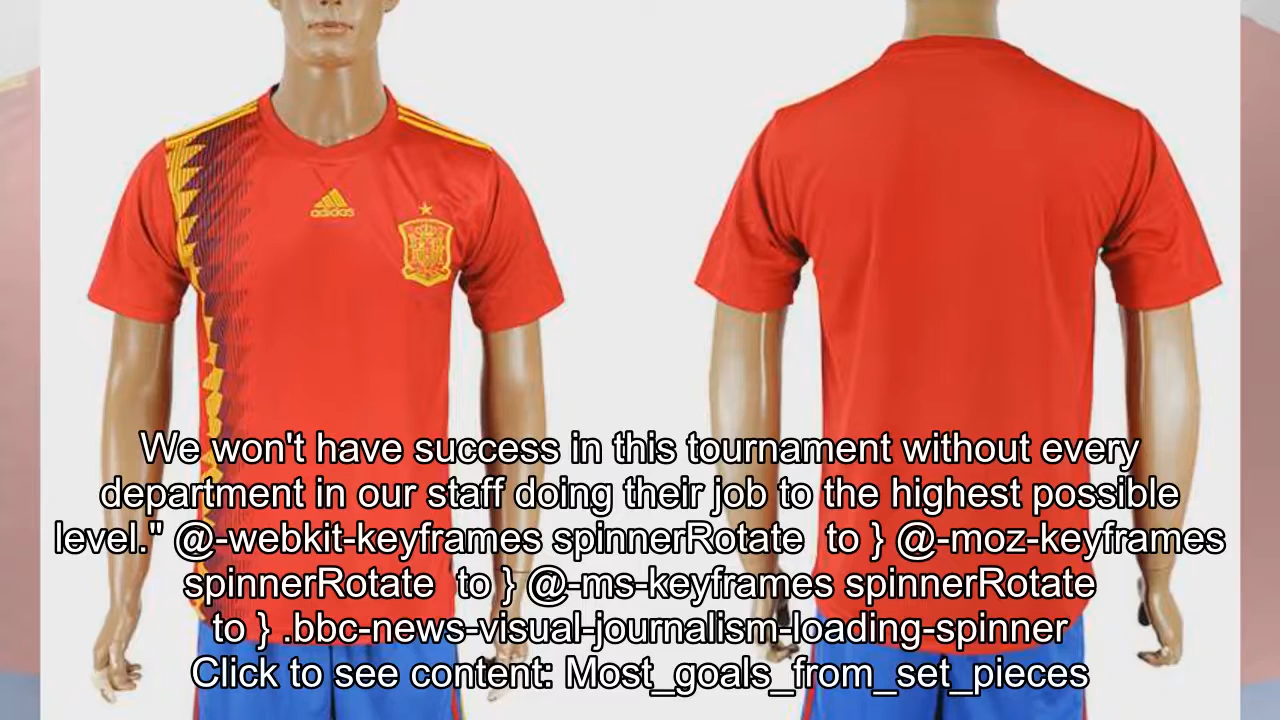 adidas
We won't have success in this tournament without every
department in our staff doing their job to the highest possible
level." @-webkit-keyframes spinnerRotate  to } @-moz-keyframes
spinnerRotate  to } @-ms-keyframes spinnerRotate
to } .bbc-news-visual-journalism-loading-spinner
Click to see content: Most_goals_from_set_pieces